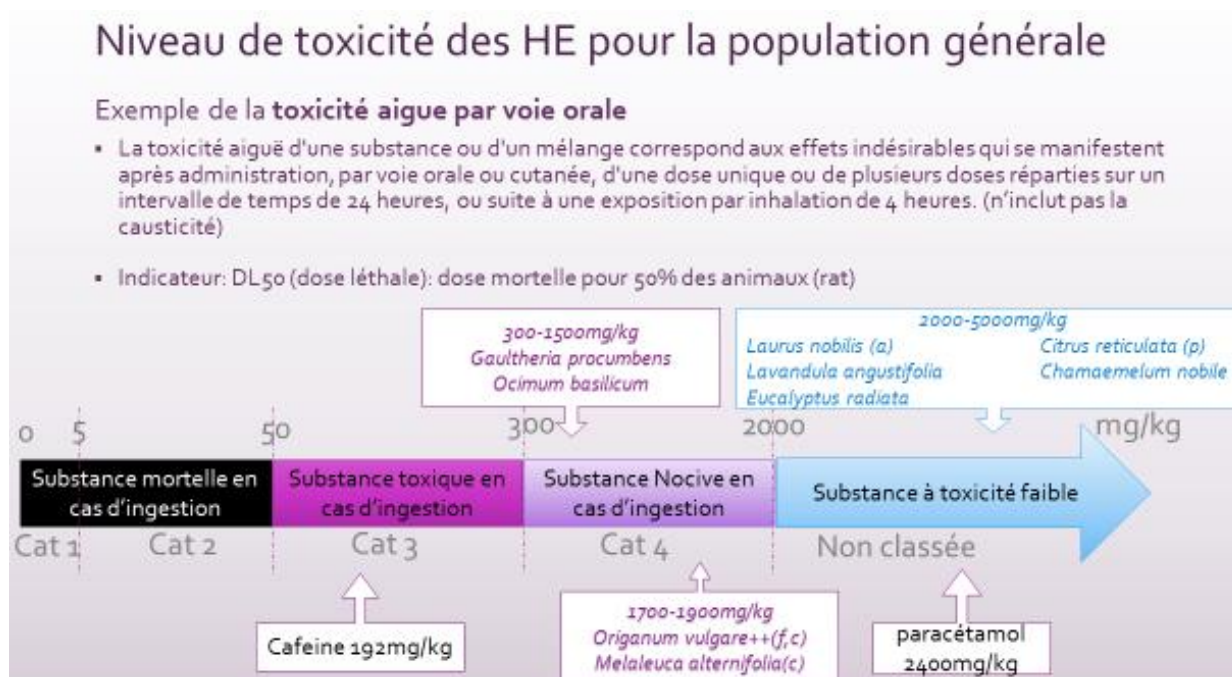 Niveau de toxicité des HE pour la population générale
Exemple de la toxicité aigue par voie orale
▪ La toxicité aiguë d'une substance ou d'un mélange correspond aux effets indésirables qui se manifestent
après administration, par voie orale ou cutanée, d'une dose unique ou de plusieurs doses réparties sur un
intervalle de temps de 24 heures, ou suite à une exposition par inhalation de 4 heures. (n'inclut pas la
causticité)
▪ Indicateur: DL50 (dose léthale): dose mortelle pour 50% des animaux (rat)
300-1500mg/kg
Gaultheria procumbens
Ocimum basilicum
2000-5000mg/kg
Laurus nobilis (a)
Lavandula angustifolia
Eucalyptus radiata
Citrus reticulata (p)
Chamaemelum nobile
0 5 50 300 2000 mg/kg
Substance mortelle en
cas d'ingestion
Substance toxique en
cas d'ingestion
Substance Nocive en
cas d'ingestion
Substance à toxicité faible
Cat 1 Cat 2 Cat 3 Cat 4 Non classée
Cafeine 192mg/kg
1700-1900mg/kg
Origanum vulgare++(f,c)
Melaleuca alternifolia(c)
paracétamol
2400mg/kg